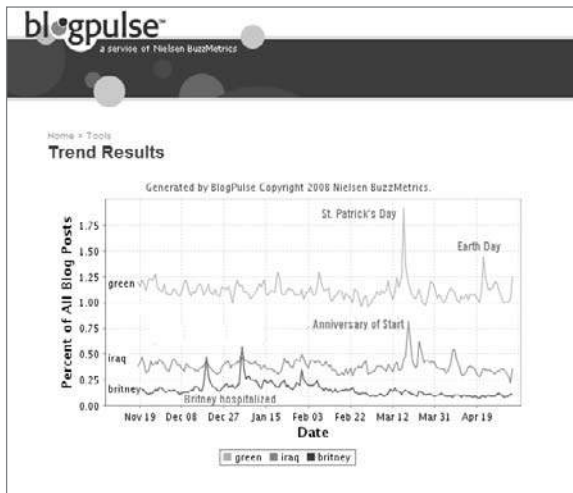 blogpulse™
a service of Nielsen BuzzMetrics
Home > Tools
Trend Results
Generated by BlogPulse Copyright 2008 Nielsen BuzzMetrics.
Percent of All Blog Posts
1.75
1.50
1.25
1.00
0.75
0.50
0.25
0.00
green
iraq
britney
St. Patrick's Day
Earth Day
Anniversary of Start
Britney hospitalized
Nov 19 Dec 08 Dec 27 Jan 15 Feb 03 Feb 22 Mar 12 Mar 31 Apr 19
Date
green iraq britney